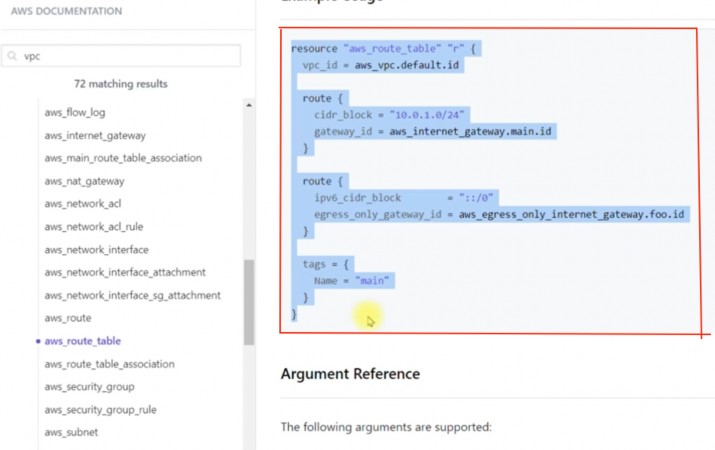 AWS DOCUMENTATION
vpc
72 matching results
aws_flow_log
aws_internet_gateway
aws_main_route_table_association
aws_nat_gateway
aws_network_acl
aws_network_acl_rule
aws_network_interface
aws_network_interface_attachment
aws_network_interface_sg_attachment
aws_route
aws_route_table
aws_route_table_association
aws_security_group
aws_security_group_rule
aws_subnet
resource "aws_route_table" "r" {
vpc_id = aws_vpc.default.id
route {
cidr_block = "10.0.1.0/24"
gateway_id = aws_internet_gateway.main.id
}
route {
ipv6_cidr_block = "::/0"
egress_only_gateway_id = aws_egress_only_internet_gateway.foo.id
}
tags = {
Name = "main"
}
}
Argument Reference
The following arguments are supported: